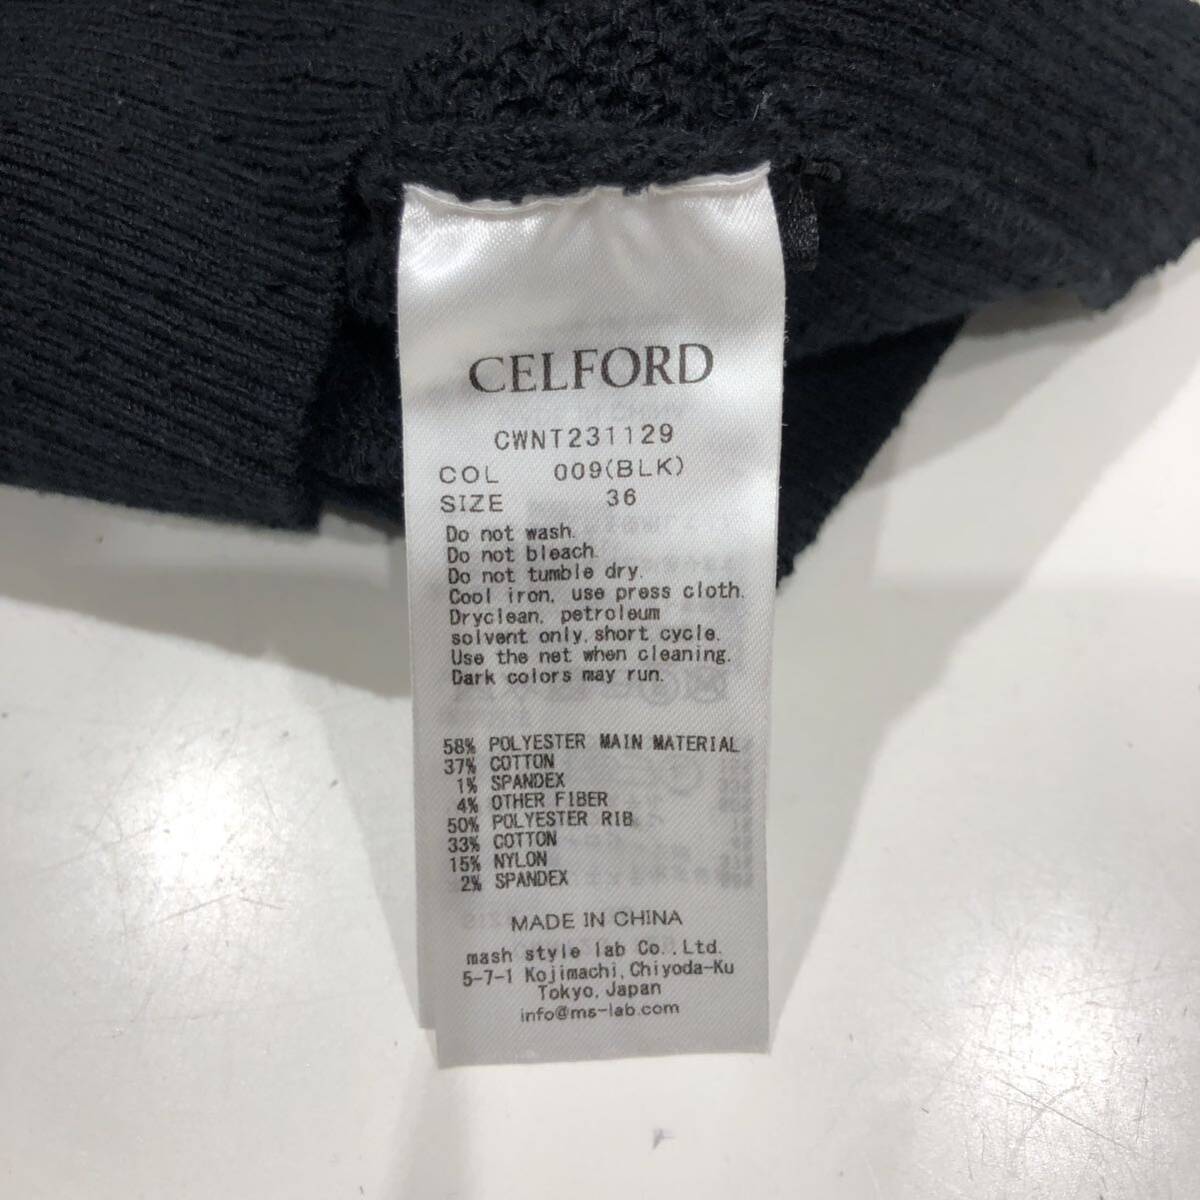 CELFORD
CWNT231129
COL 009(BLK)
SIZE 36
Do not wash.
Do not bleach.
Do not tumble dry.
Cool iron, use press cloth.
Dryclean, petroleum
solvent only, short cycle.
Use the net when cleaning.
Dark colors may run.
58% POLYESTER MAIN MATERIAL
37% COTTON
1% SPANDEX
4% OTHER FIBER
50% POLYESTER RIB
33% COTTON
15% NYLON
2% SPANDEX
MADE IN CHINA
mash style lab Co.,Ltd.
5-7-1 Kojimachi, Chiyoda-Ku
Tokyo, Japan
info@ms-lab.com